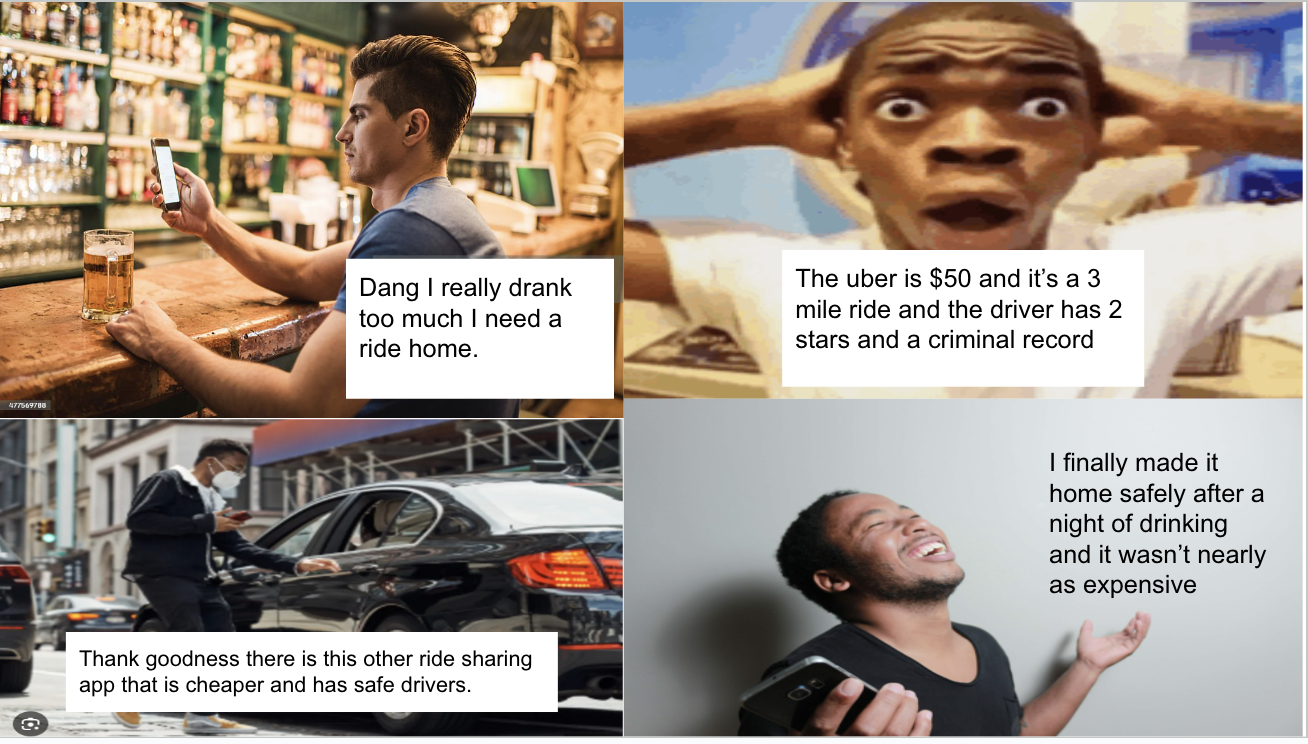 Dang I really drank
too much I need a
ride home.
477569788
The uber is $50 and it’s a 3
mile ride and the driver has 2
stars and a criminal record
Thank goodness there is this other ride sharing
app that is cheaper and has safe drivers.
I finally made it
home safely after a
night of drinking
and it wasn’t nearly
as expensive